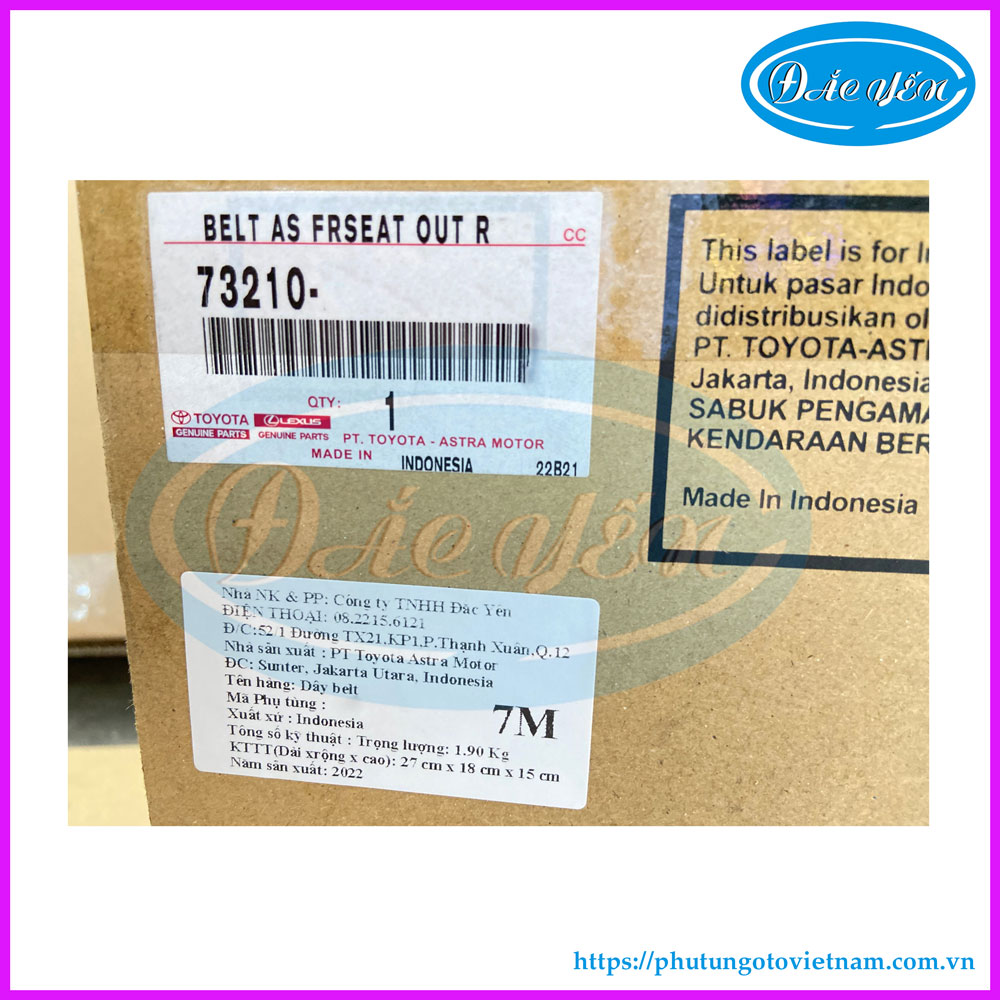 ĐẮC YẾN
BELT AS FRSEAT OUT R
CC
73210-
QTY: 1
TOYOTA
GENUINE PARTS
LEXUS
GENUINE PARTS
PT. TOYOTA - ASTRA MOTOR
MADE IN INDONESIA 22B21
This label is for I
Untuk pasar Indo
didistribusikan ol
PT. TOYOTA-AST
Jakarta, Indonesia
SABUK PENGAMA
KENDARAAN BER
Made In Indonesia
ĐẮC YẾN
Nhà NK & PP: Công ty TNHH Đắc Yến
ĐIỆN THOẠI: 08.2215.6121
Đ/C:52/1 Đường TX21,KP1,P.Thạnh Xuân,Q.12
Nhà sản xuất : PT Toyota Astra Motor
ĐC: Sunter, Jakarta Utara, Indonesia
Tên hàng: Dây belt
Mã Phụ tùng :
Xuất xứ : Indonesia
7M
Tổng số kỹ thuật : Trọng lượng: 1.90 Kg
KTTT(Dài xrộng x cao): 27 cm x 18 cm x 15 cm
Năm sản xuất: 2022
https://phutungotovietnam.com.vn